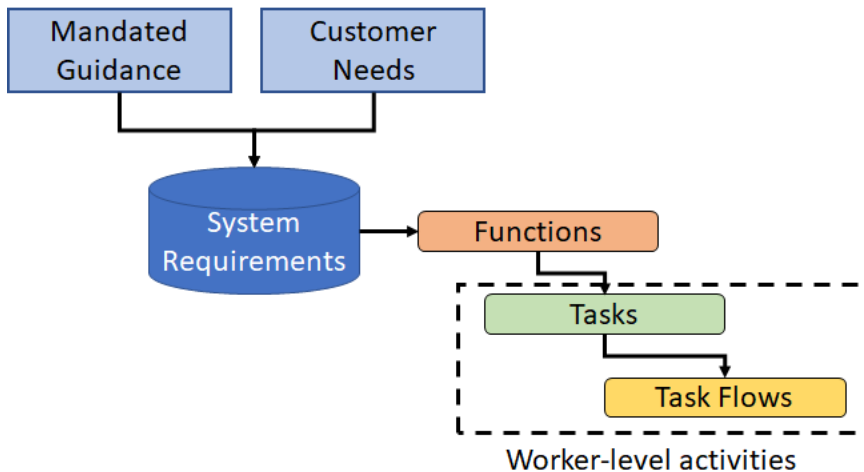 Mandated
Guidance
Customer
Needs
System
Requirements
Functions
Tasks
Task Flows
Worker-level activities